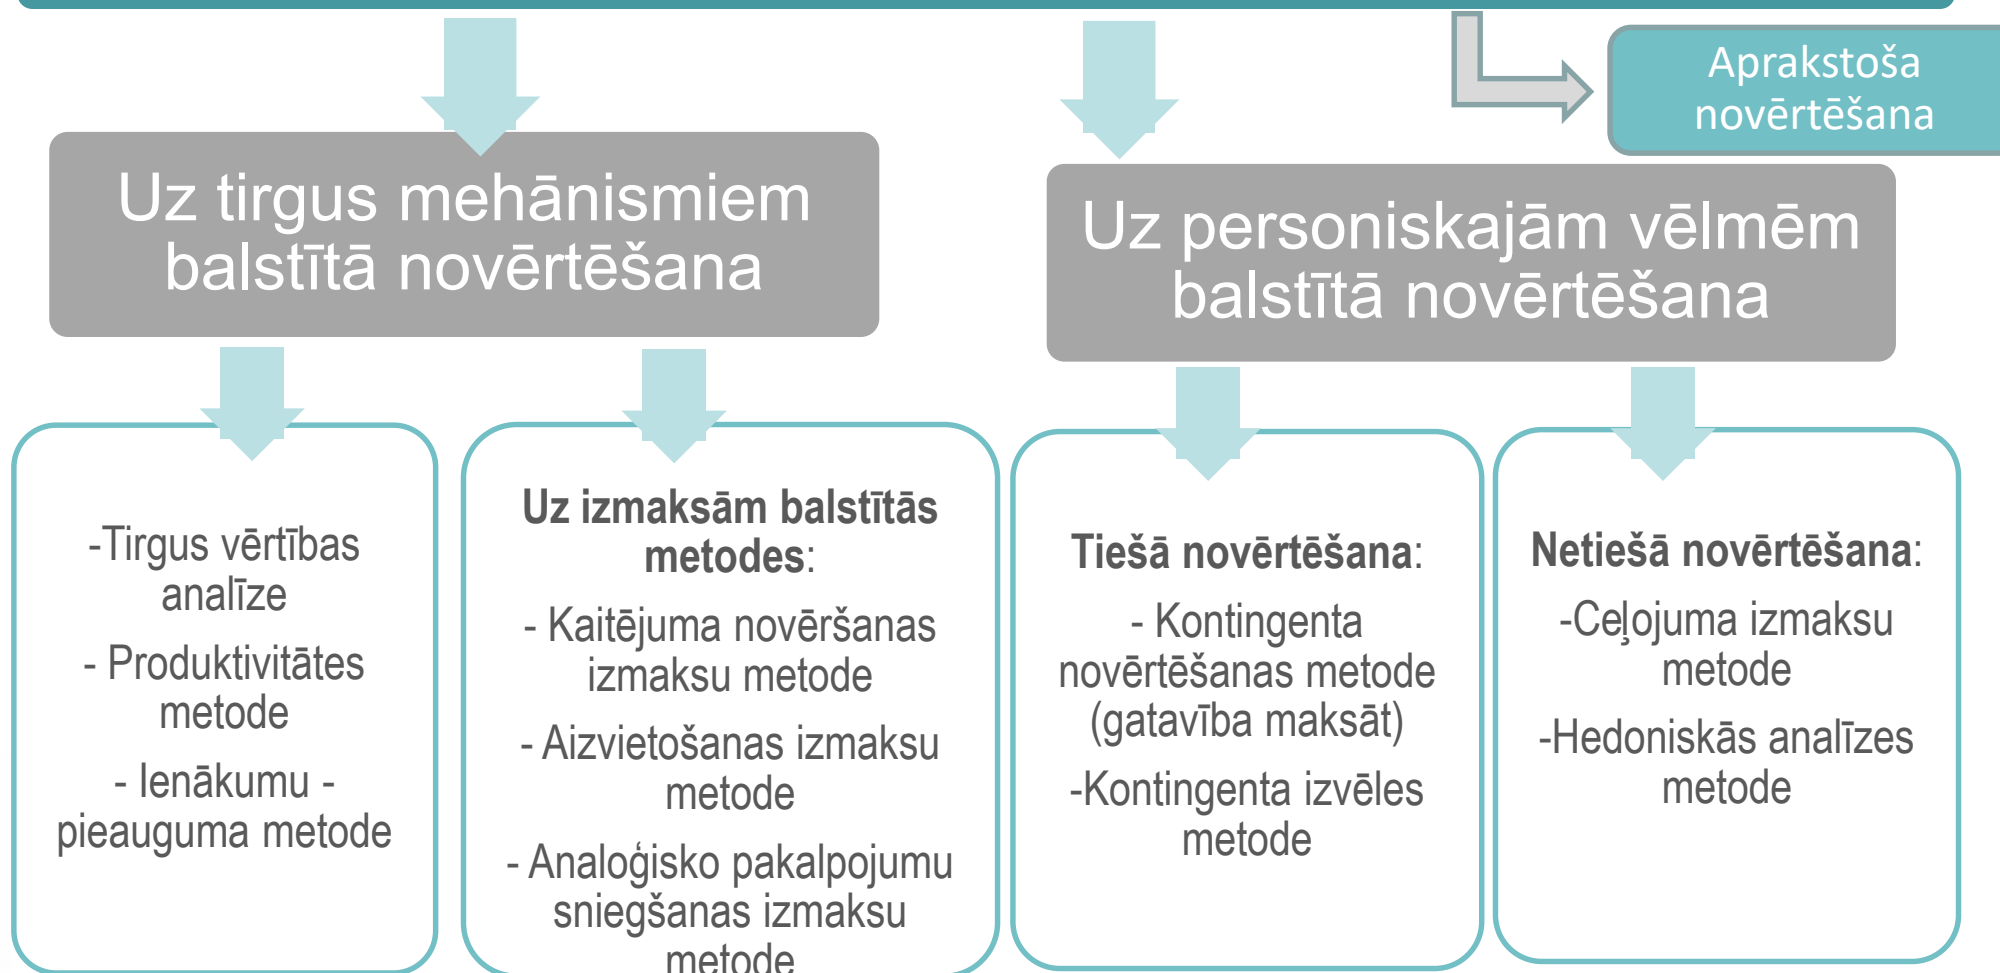 Aprakstoša
novērtēšana
Uz tirgus mehānismiem
balstītā novērtēšana
Uz personiskajām vēlmēm
balstītā novērtēšana
-Tirgus vērtības
analīze
- Produktivitātes
metode
- Ienākumu -
pieauguma metode
Uz izmaksām balstītās
metodes:
- Kaitējuma novēršanas
izmaksu metode
- Aizvietošanas izmaksu
metode
- Analoģisko pakalpojumu
sniegšanas izmaksu
metode
Tiešā novērtēšana:
- Kontingenta
novērtēšanas metode
(gatavība maksāt)
-Kontingenta izvēles
metode
Netiešā novērtēšana:
-Ceļojuma izmaksu
metode
-Hedoniskās analīzes
metode